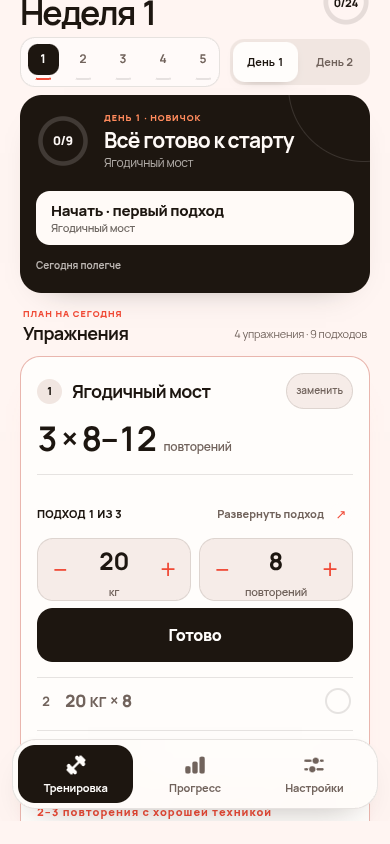 Неделя 1
0/24
1 2 3 4 5
День 1 День 2
ДЕНЬ 1 · НОВИЧОК
0/9
Всё готово к старту
Ягодичный мост
Начать · первый подход
Ягодичный мост
Сегодня полегче
ПЛАН НА СЕГОДНЯ
Упражнения
4 упражнения · 9 подходов
1 Ягодичный мост заменить
3 × 8–12 повторений
ПОДХОД 1 ИЗ 3 Развернуть подход ↗
− 20 + − 8 +
кг повторений
Готово
2 20 кг × 8
Тренировка Прогресс Настройки
2–3 повторения с хорошей техникой